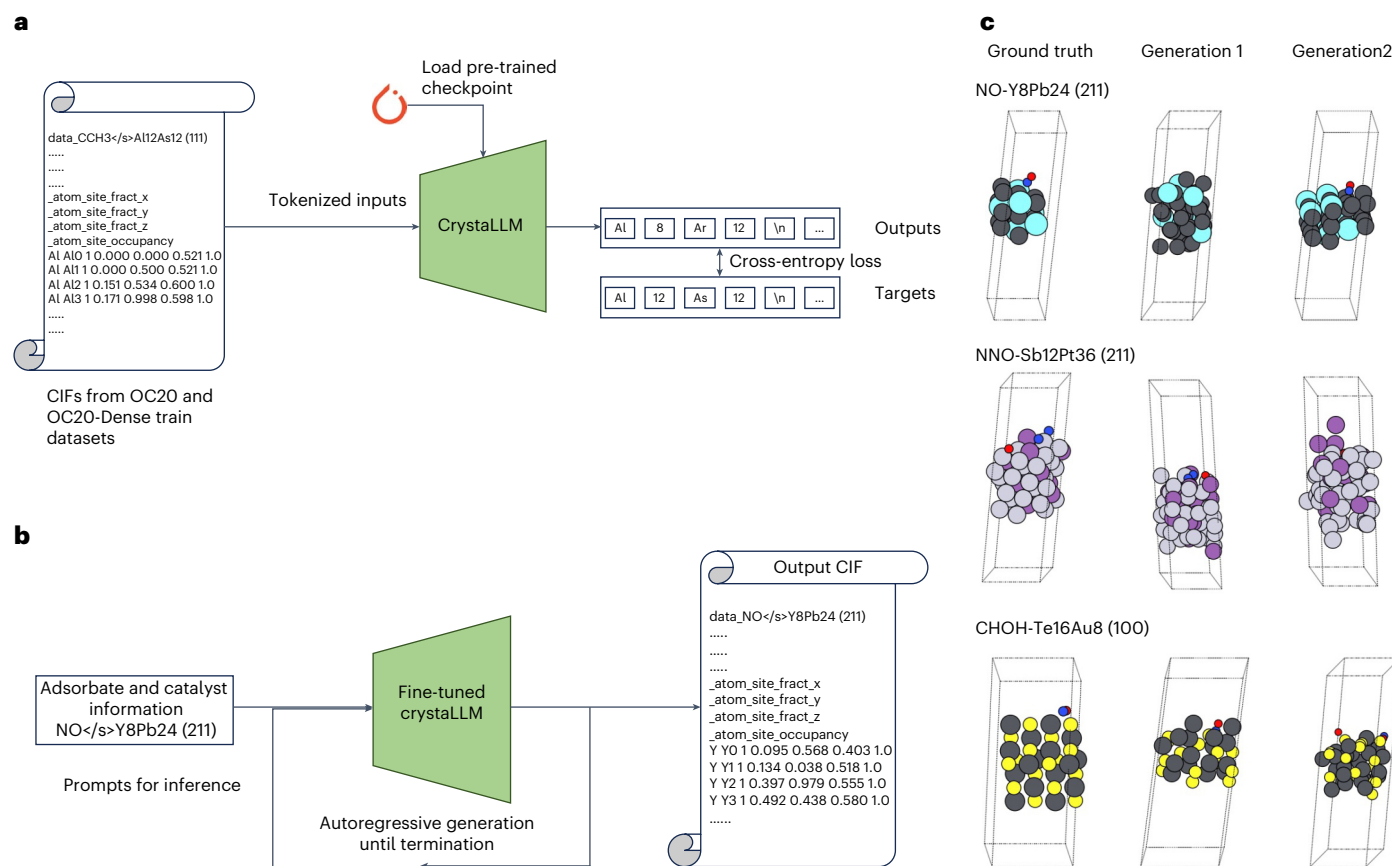 a
Load pre-trained
checkpoint
data_CCH3</s>Al12As12 (111)
.....
.....
.....
_atom_site_fract_x
_atom_site_fract_y
_atom_site_fract_z
_atom_site_occupancy
Al Al0 1 0.000 0.000 0.521 1.0
Al Al1 1 0.000 0.500 0.521 1.0
Al Al2 1 0.151 0.534 0.600 1.0
Al Al3 1 0.171 0.998 0.598 1.0
.....
.....
CIFs from OC20 and
OC20-Dense train
datasets
Tokenized inputs
CrystaLLM
Al 8 Ar 12 \n ...
Outputs
Cross-entropy loss
Al 12 As 12 \n ...
Targets
b
Adsorbate and catalyst
information
NO</s>Y8Pb24 (211)
Prompts for inference
Fine-tuned
crystaLLM
Autoregressive generation
until termination
Output CIF
data_NO</s>Y8Pb24 (211)
.....
.....
.....
_atom_site_fract_x
_atom_site_fract_y
_atom_site_fract_z
_atom_site_occupancy
Y Y0 1 0.095 0.568 0.403 1.0
Y Y1 1 0.134 0.038 0.518 1.0
Y Y2 1 0.397 0.979 0.555 1.0
Y Y3 1 0.492 0.438 0.580 1.0
......
c
Ground truth Generation 1 Generation2
NO-Y8Pb24 (211)
NNO-Sb12Pt36 (211)
CHOH-Te16Au8 (100)